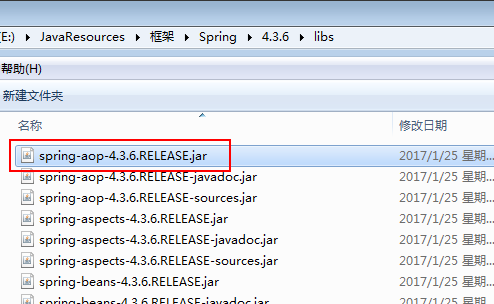 (E:) ▸ JavaResources ▸ 框架 ▸ Spring ▸ 4.3.6 ▸ libs
帮助(H)
新建文件夹
名称 修改日期
spring-aop-4.3.6.RELEASE.jar 2017/1/25 星期...
spring-aop-4.3.6.RELEASE-javadoc.jar 2017/1/25 星期...
spring-aop-4.3.6.RELEASE-sources.jar 2017/1/25 星期...
spring-aspects-4.3.6.RELEASE.jar 2017/1/25 星期...
spring-aspects-4.3.6.RELEASE-javadoc.jar 2017/1/25 星期...
spring-aspects-4.3.6.RELEASE-sources.jar 2017/1/25 星期...
spring-beans-4.3.6.RELEASE.jar 2017/1/25 星期...
spring-beans-4.3.6.RELEASE-javadoc.jar 2017/1/25 星期...